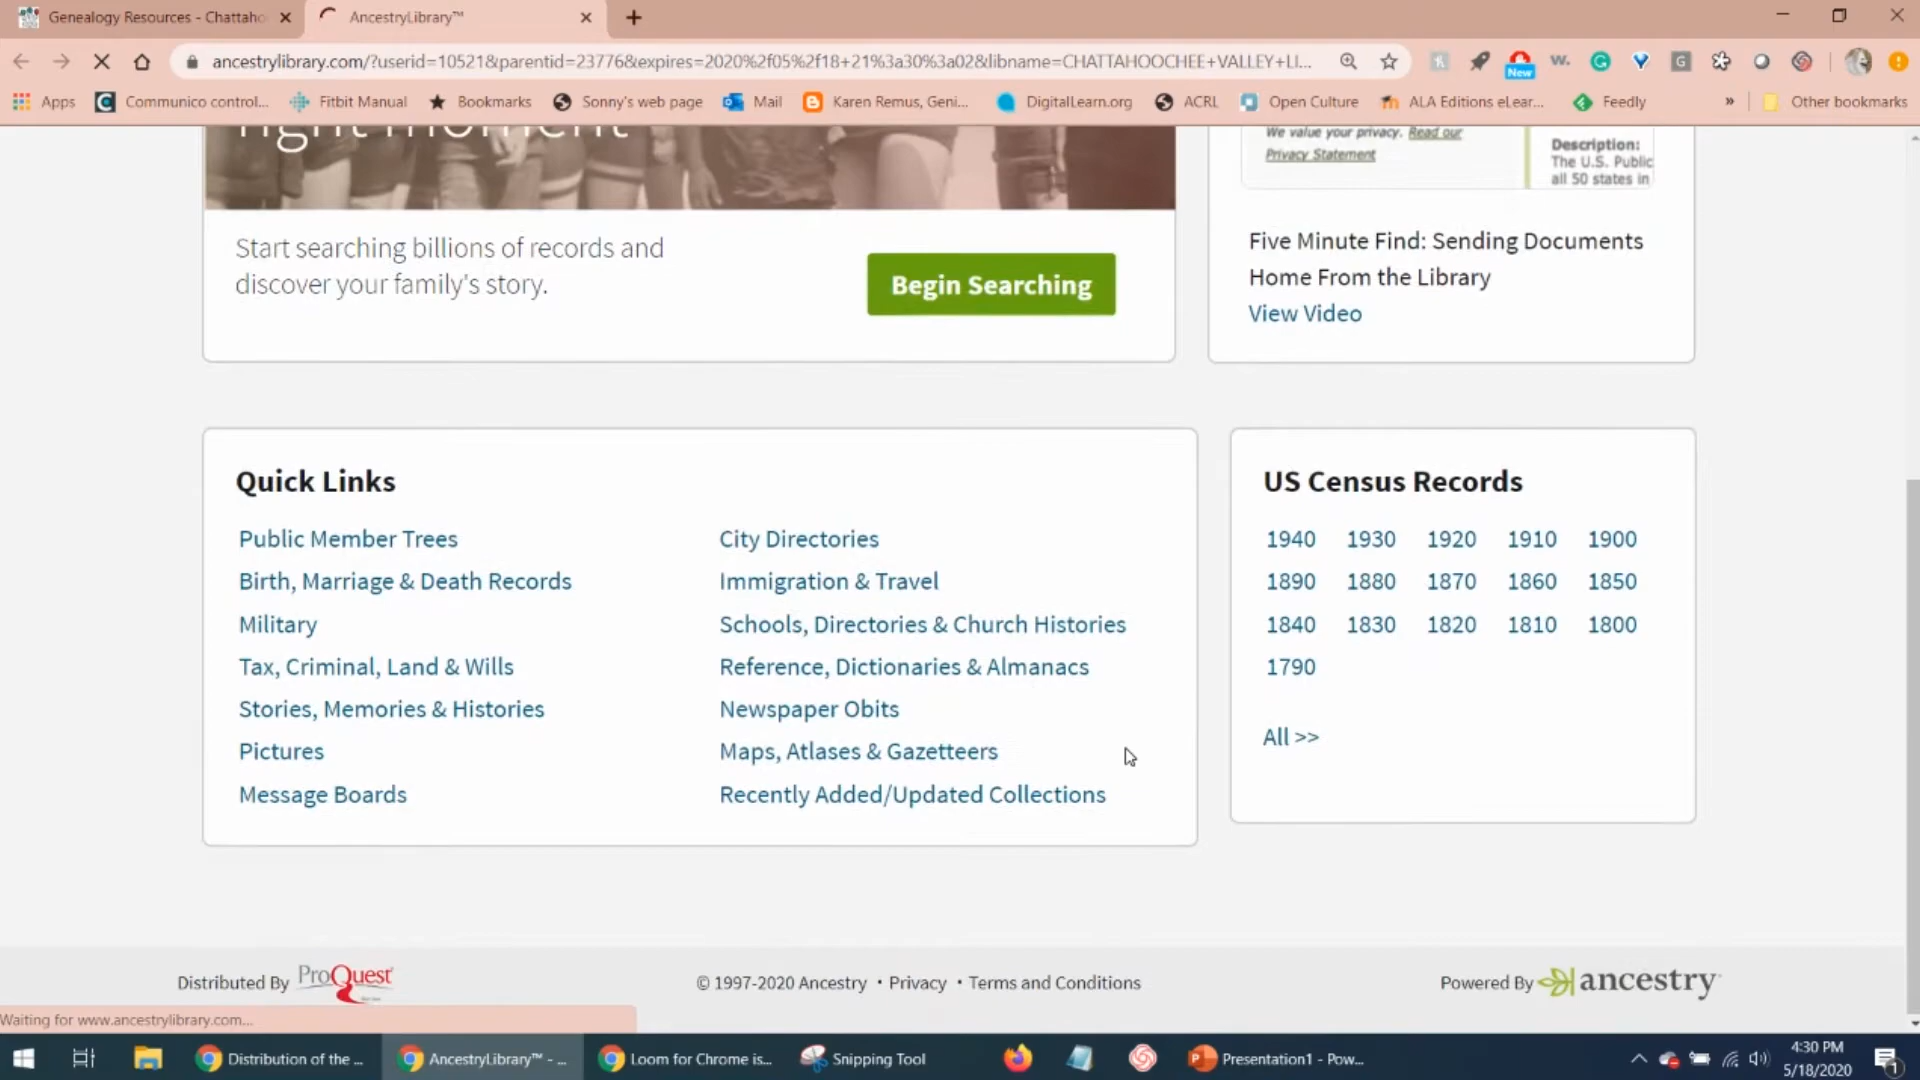 Genealogy Resources - Chattaho
AncestryLibrary™
ancestrylibrary.com/?userid=10521&parentid=23776&expires=2020%2f05%2f18+21%3a30%3a02&libname=CHATTAHOOCHEE+VALLEY+LI...
New
Apps
Communico control...
Fitbit Manual
Bookmarks
Sonny's web page
Mail
Karen Remus, Geni...
DigitalLearn.org
ACRL
Open Culture
ALA Editions eLear...
Feedly
»
Other bookmarks
right moment
Start searching billions of records and
discover your family's story.
Begin Searching
We value your privacy. Read our
Privacy Statement
Description:
The U.S. Public
all 50 states in
Five Minute Find: Sending Documents
Home From the Library
View Video
Quick Links
Public Member Trees
Birth, Marriage & Death Records
Military
Tax, Criminal, Land & Wills
Stories, Memories & Histories
Pictures
Message Boards
City Directories
Immigration & Travel
Schools, Directories & Church Histories
Reference, Dictionaries & Almanacs
Newspaper Obits
Maps, Atlases & Gazetteers
Recently Added/Updated Collections
US Census Records
1940 1930 1920 1910 1900
1890 1880 1870 1860 1850
1840 1830 1820 1810 1800
1790
All >>
Distributed By ProQuest
© 1997-2020 Ancestry • Privacy • Terms and Conditions
Powered By ancestry
Waiting for www.ancestrylibrary.com...
Distribution of the ...
AncestryLibrary™ - ...
Loom for Chrome is...
Snipping Tool
Presentation1 - Pow...
4:30 PM
5/18/2020
1